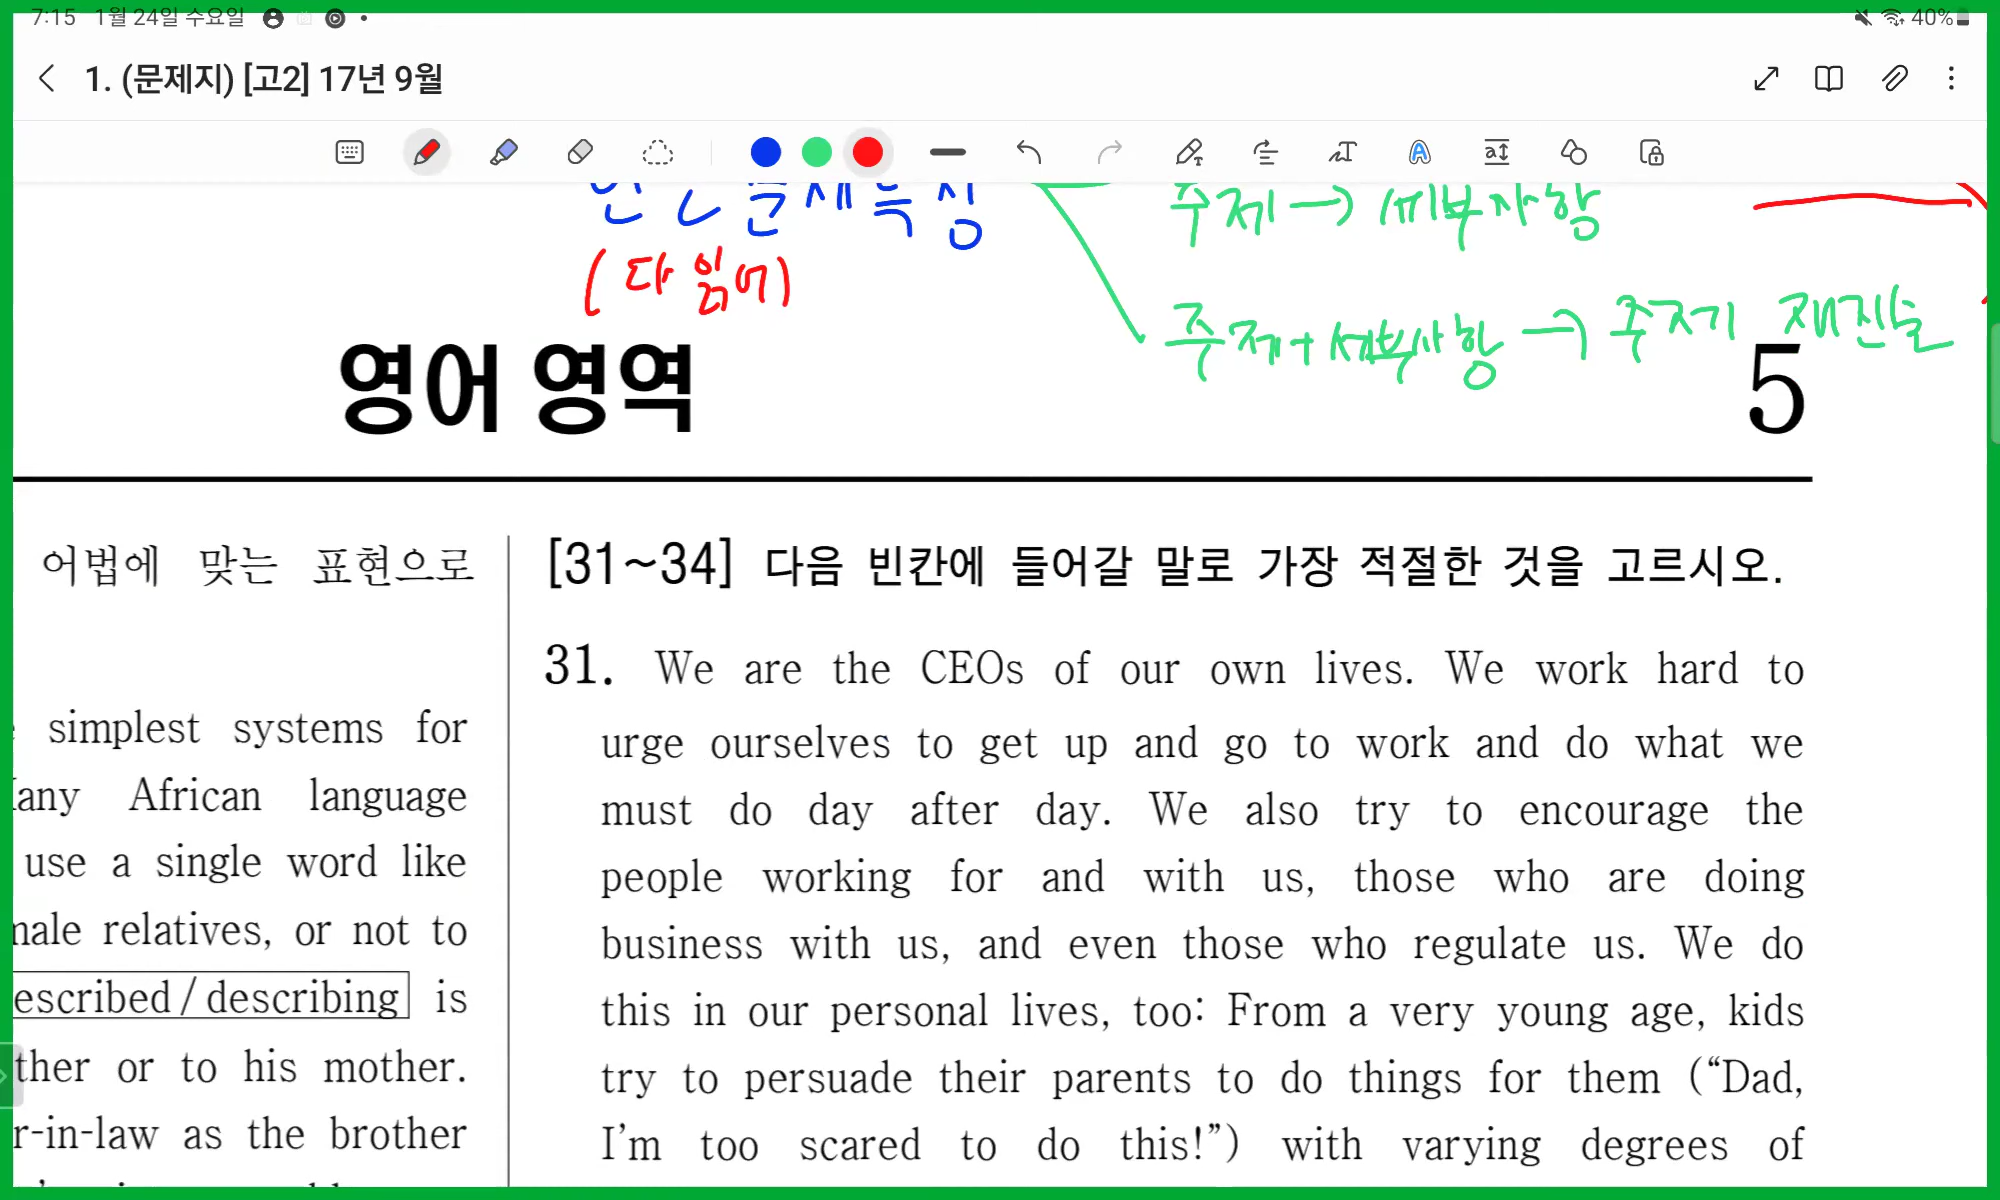 7:15 1월 24일 수요일
40%
1. (문제지) [고2] 17년 9월
주제 → 세부사항
(다 읽어)
주제+세부사항 → 주제 재진술
영어 영역
5
어법에 맞는 표현으로
simplest systems for
any African language
use a single word like
male relatives, or not to
escribed / describing is
ther or to his mother.
r-in-law as the brother
[31~34] 다음 빈칸에 들어갈 말로 가장 적절한 것을 고르시오.
31. We are the CEOs of our own lives. We work hard to
urge ourselves to get up and go to work and do what we
must do day after day. We also try to encourage the
people working for and with us, those who are doing
business with us, and even those who regulate us. We do
this in our personal lives, too: From a very young age, kids
try to persuade their parents to do things for them (“Dad,
I’m too scared to do this!”) with varying degrees of